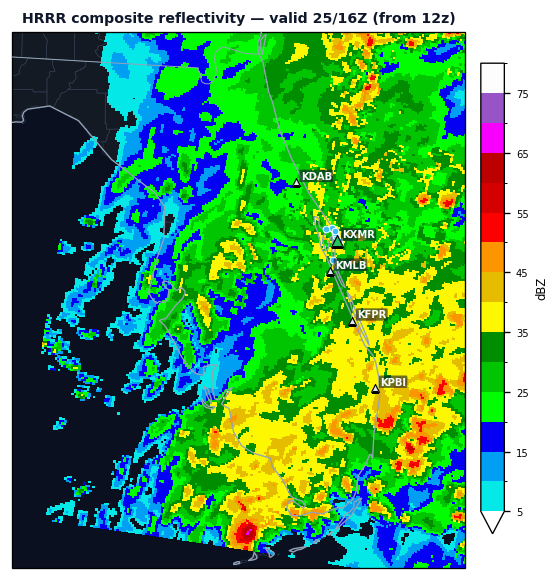 HRRR composite reflectivity — valid 25/16Z (from 12z)
KDAB
KXMR
KMLB
KFPR
KPBI
75
65
55
45
35
25
15
5
dBZ